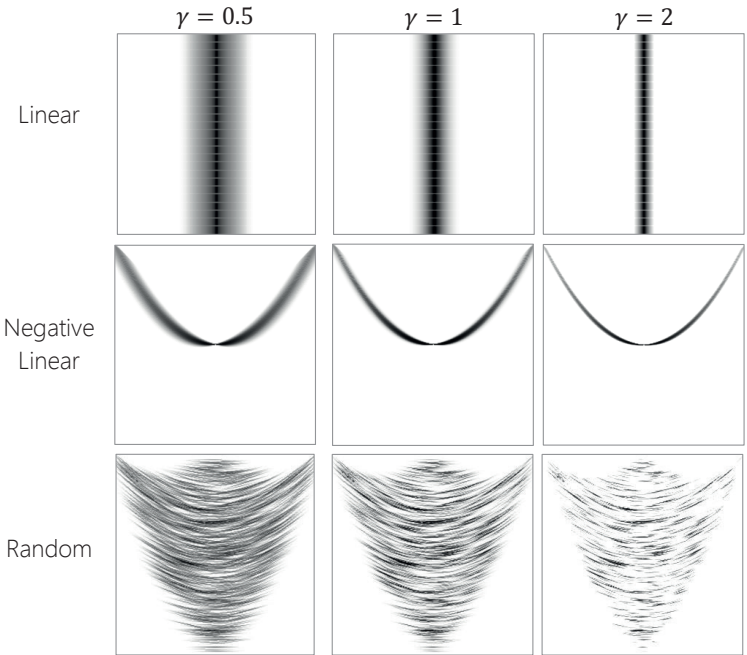 γ = 0.5
γ = 1
γ = 2
Linear
Negative
Linear
Random